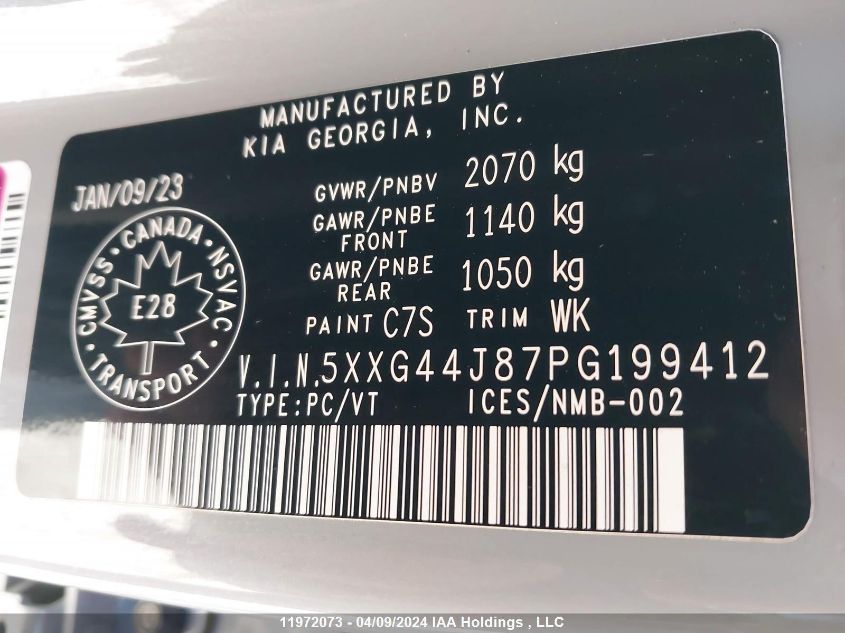 MANUFACTURED BY
KIA GEORGIA, INC.
JAN/09/23
GVWR/PNBV 2070 kg
GAWR/PNBE FRONT 1140 kg
GAWR/PNBE REAR 1050 kg
PAINT C7S TRIM WK
CMVSS • CANADA • NSVAC • TRANSPORT •
E28
V.I.N.5XXG44J87PG199412
TYPE:PC/VT ICES/NMB-002
11972073 - 04/09/2024 IAA Holdings , LLC